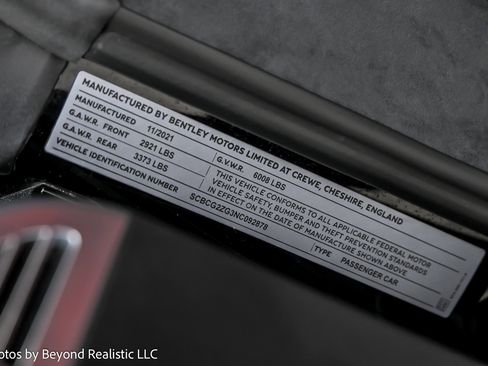 MANUFACTURED BY BENTLEY MOTORS LIMITED AT CREWE, CHESHIRE, ENGLAND
MANUFACTURED 11/2021
G.A.W.R. FRONT 2921 LBS G.V.W.R. 6008 LBS
G.A.W.R. REAR 3373 LBS
THIS VEHICLE CONFORMS TO ALL APPLICABLE FEDERAL MOTOR
VEHICLE SAFETY, BUMPER AND THEFT PREVENTION STANDARDS
IN EFFECT ON THE DATE OF MANUFACTURE SHOWN ABOVE
VEHICLE IDENTIFICATION NUMBER SCBCG2ZG3NC092878
TYPE PASSENGER CAR
otos by Beyond Realistic LLC